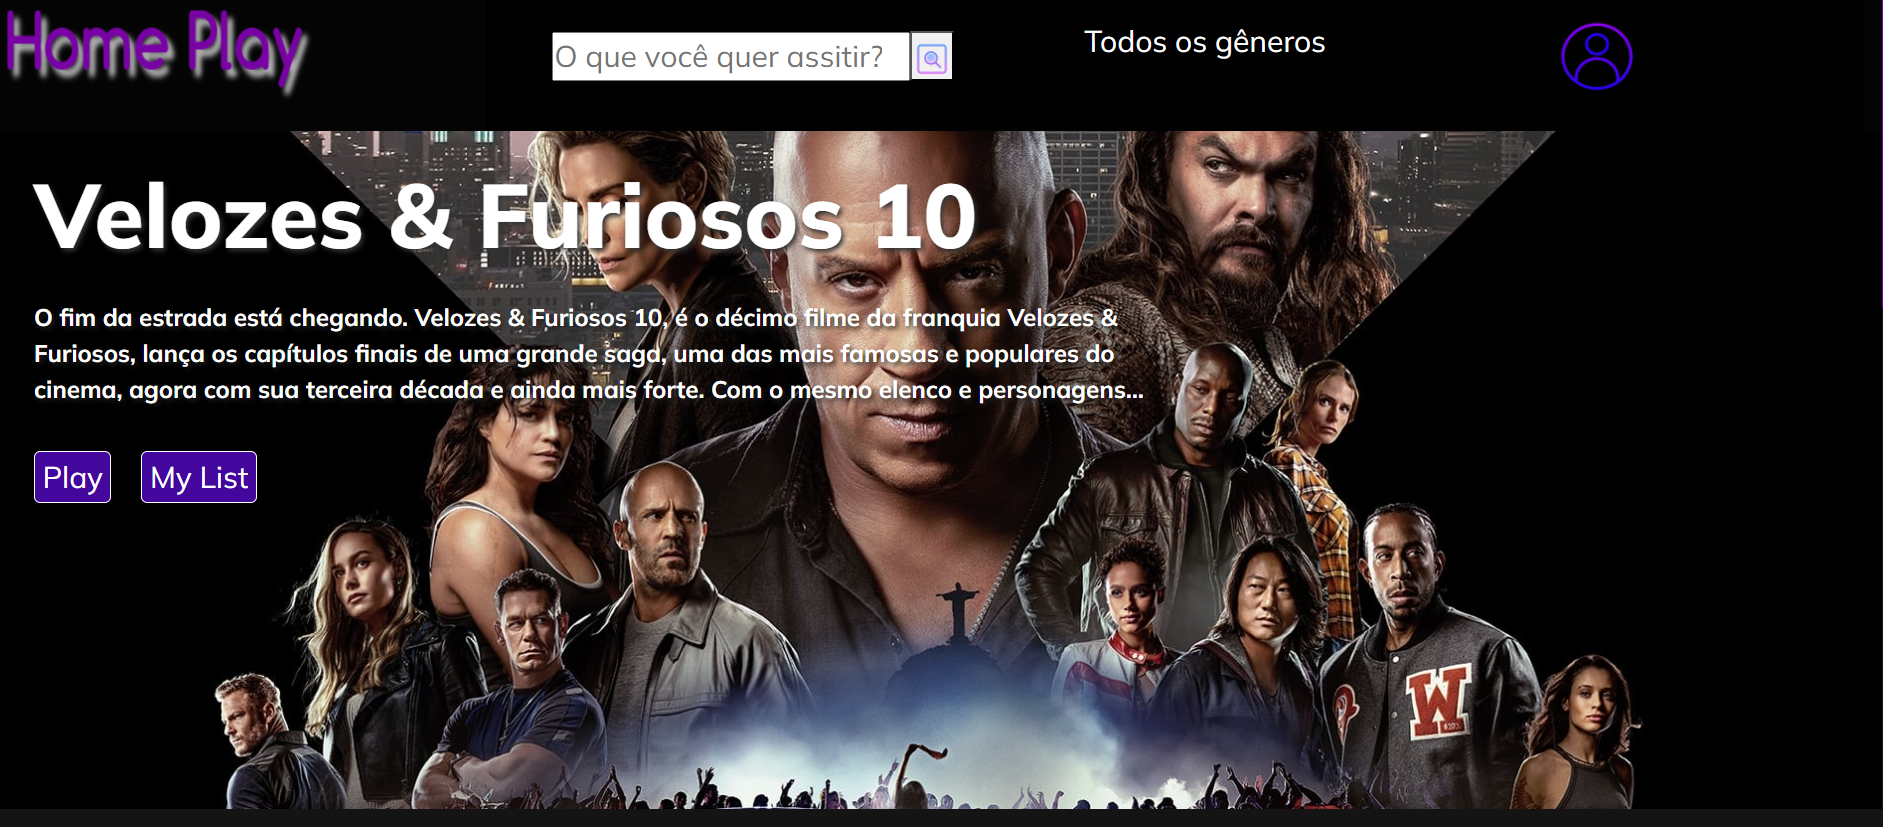 Home Play
O que você quer assitir?
Todos os gêneros
Velozes & Furiosos 10
O fim da estrada está chegando. Velozes & Furiosos 10, é o décimo filme da franquia Velozes &
Furiosos, lança os capítulos finais de uma grande saga, uma das mais famosas e populares do
cinema, agora com sua terceira década e ainda mais forte. Com o mesmo elenco e personagens...
Play
My List
W